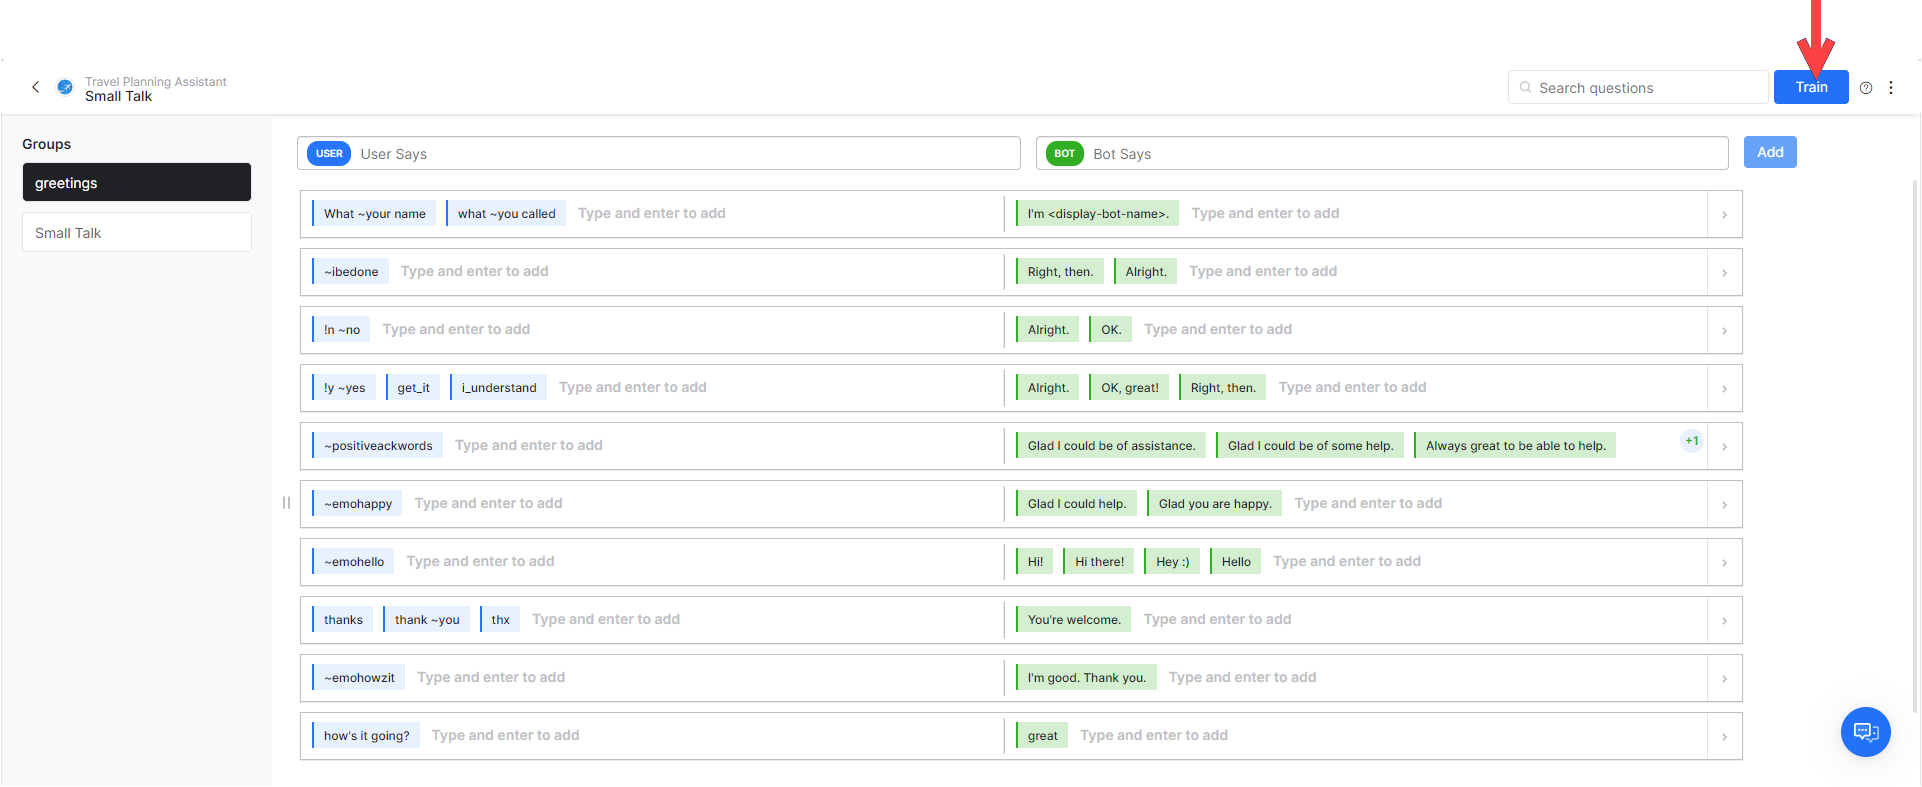 Travel Planning Assistant
Small Talk
Search questions
Train
Groups
greetings
Small Talk
USER User Says BOT Bot Says Add
What ~your name what ~you called Type and enter to add I'm <display-bot-name>. Type and enter to add
~ibedone Type and enter to add Right, then. Alright. Type and enter to add
!n ~no Type and enter to add Alright. OK. Type and enter to add
!y ~yes get_it i_understand Type and enter to add Alright. OK, great! Right, then. Type and enter to add
~positiveackwords Type and enter to add Glad I could be of assistance. Glad I could be of some help. Always great to be able to help. +1
~emohappy Type and enter to add Glad I could help. Glad you are happy. Type and enter to add
~emohello Type and enter to add Hi! Hi there! Hey :) Hello Type and enter to add
thanks thank ~you thx Type and enter to add You're welcome. Type and enter to add
~emohowzit Type and enter to add I'm good. Thank you. Type and enter to add
how's it going? Type and enter to add great Type and enter to add